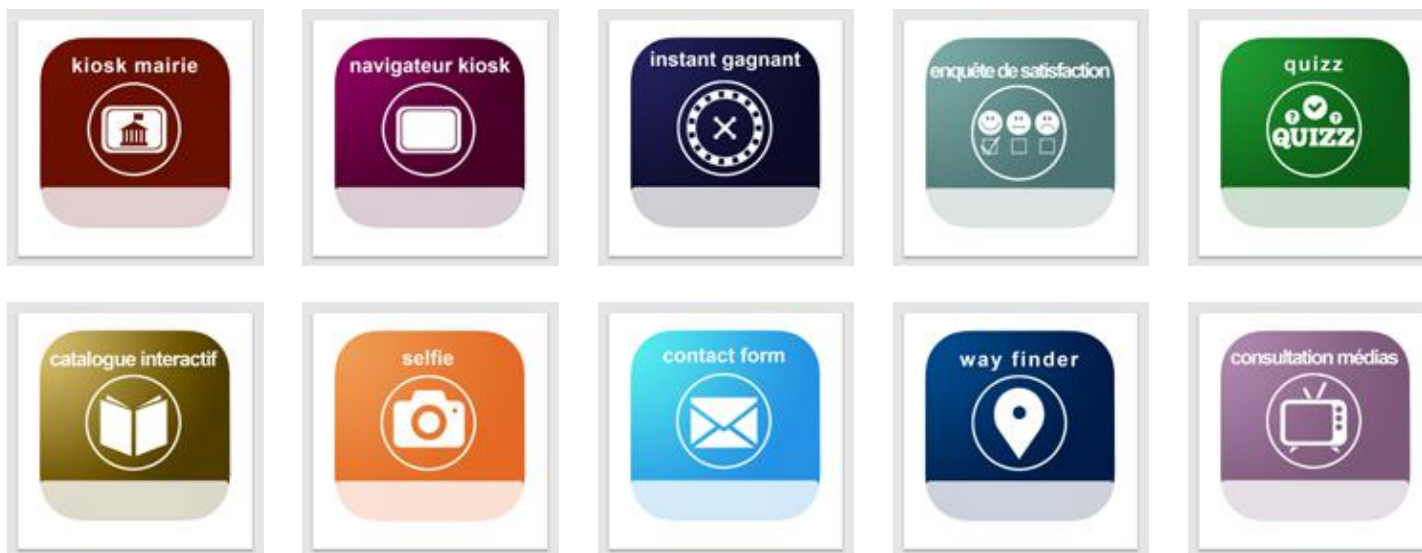 kiosk mairie
navigateur kiosk
instant gagnant
enquête de satisfaction
quizz
QUIZZ
catalogue interactif
selfie
contact form
way finder
consultation médias